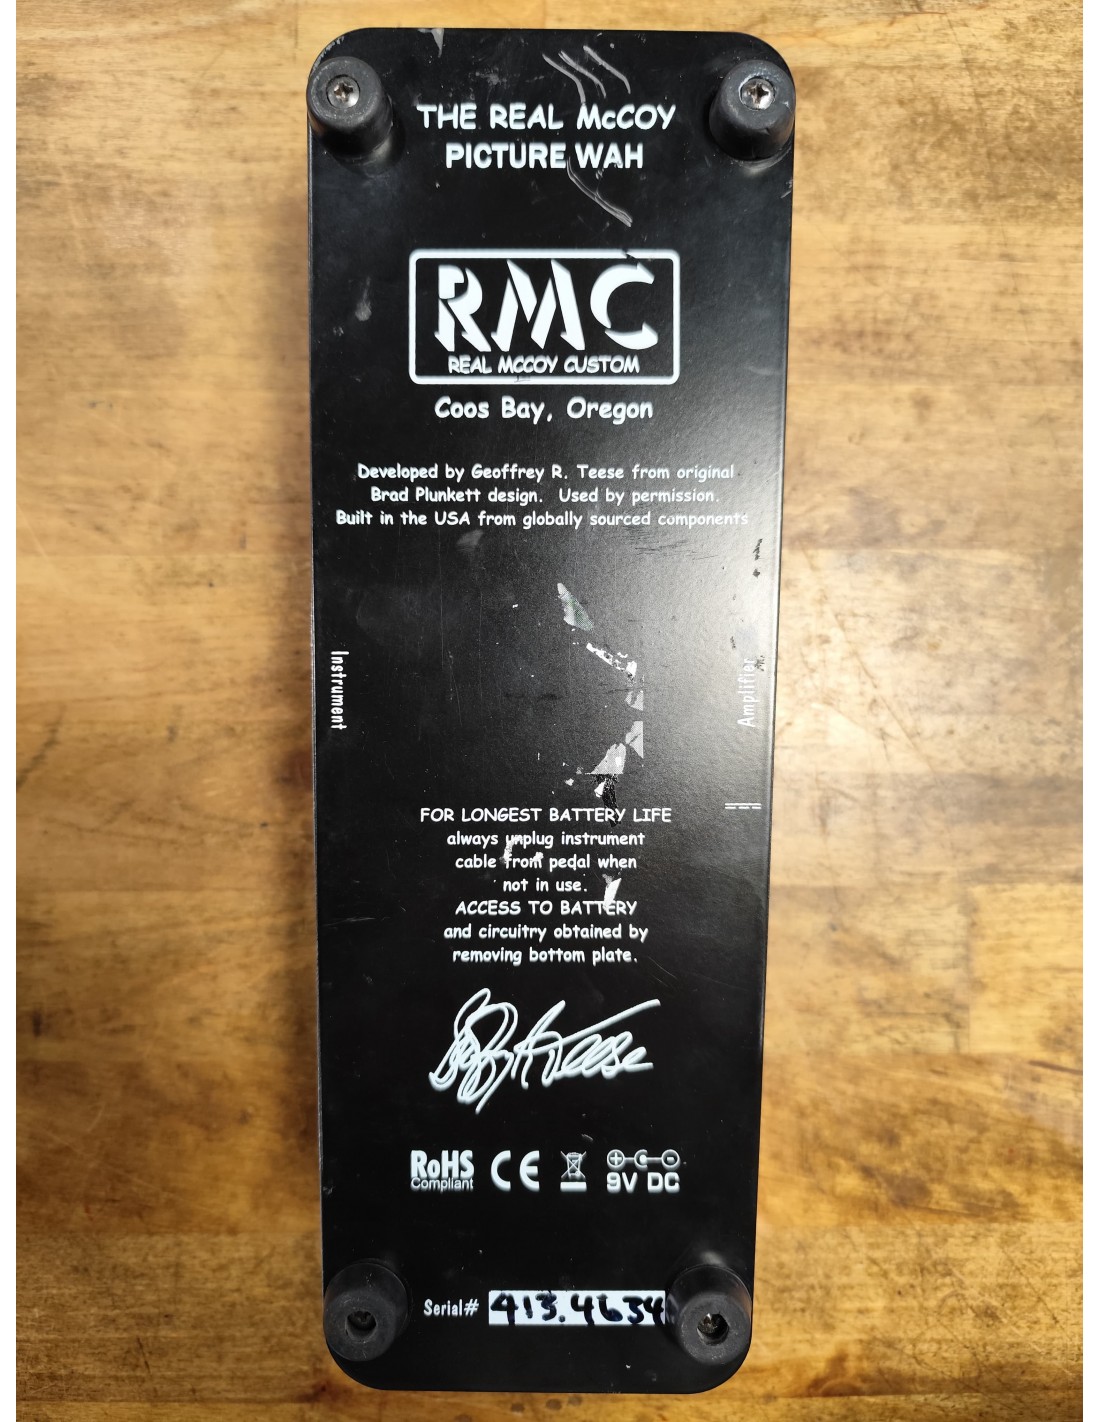 THE REAL McCOY
PICTURE WAH
RMC
REAL MCCOY CUSTOM
Coos Bay, Oregon
Developed by Geoffrey R. Teese from original
Brad Plunkett design. Used by permission.
Built in the USA from globally sourced components
Instrument
Amplifier
FOR LONGEST BATTERY LIFE
always unplug instrument
cable from pedal when
not in use.
ACCESS TO BATTERY
and circuitry obtained by
removing bottom plate.
RoHS
Compliant
CE
9V DC
Serial# 413.4634